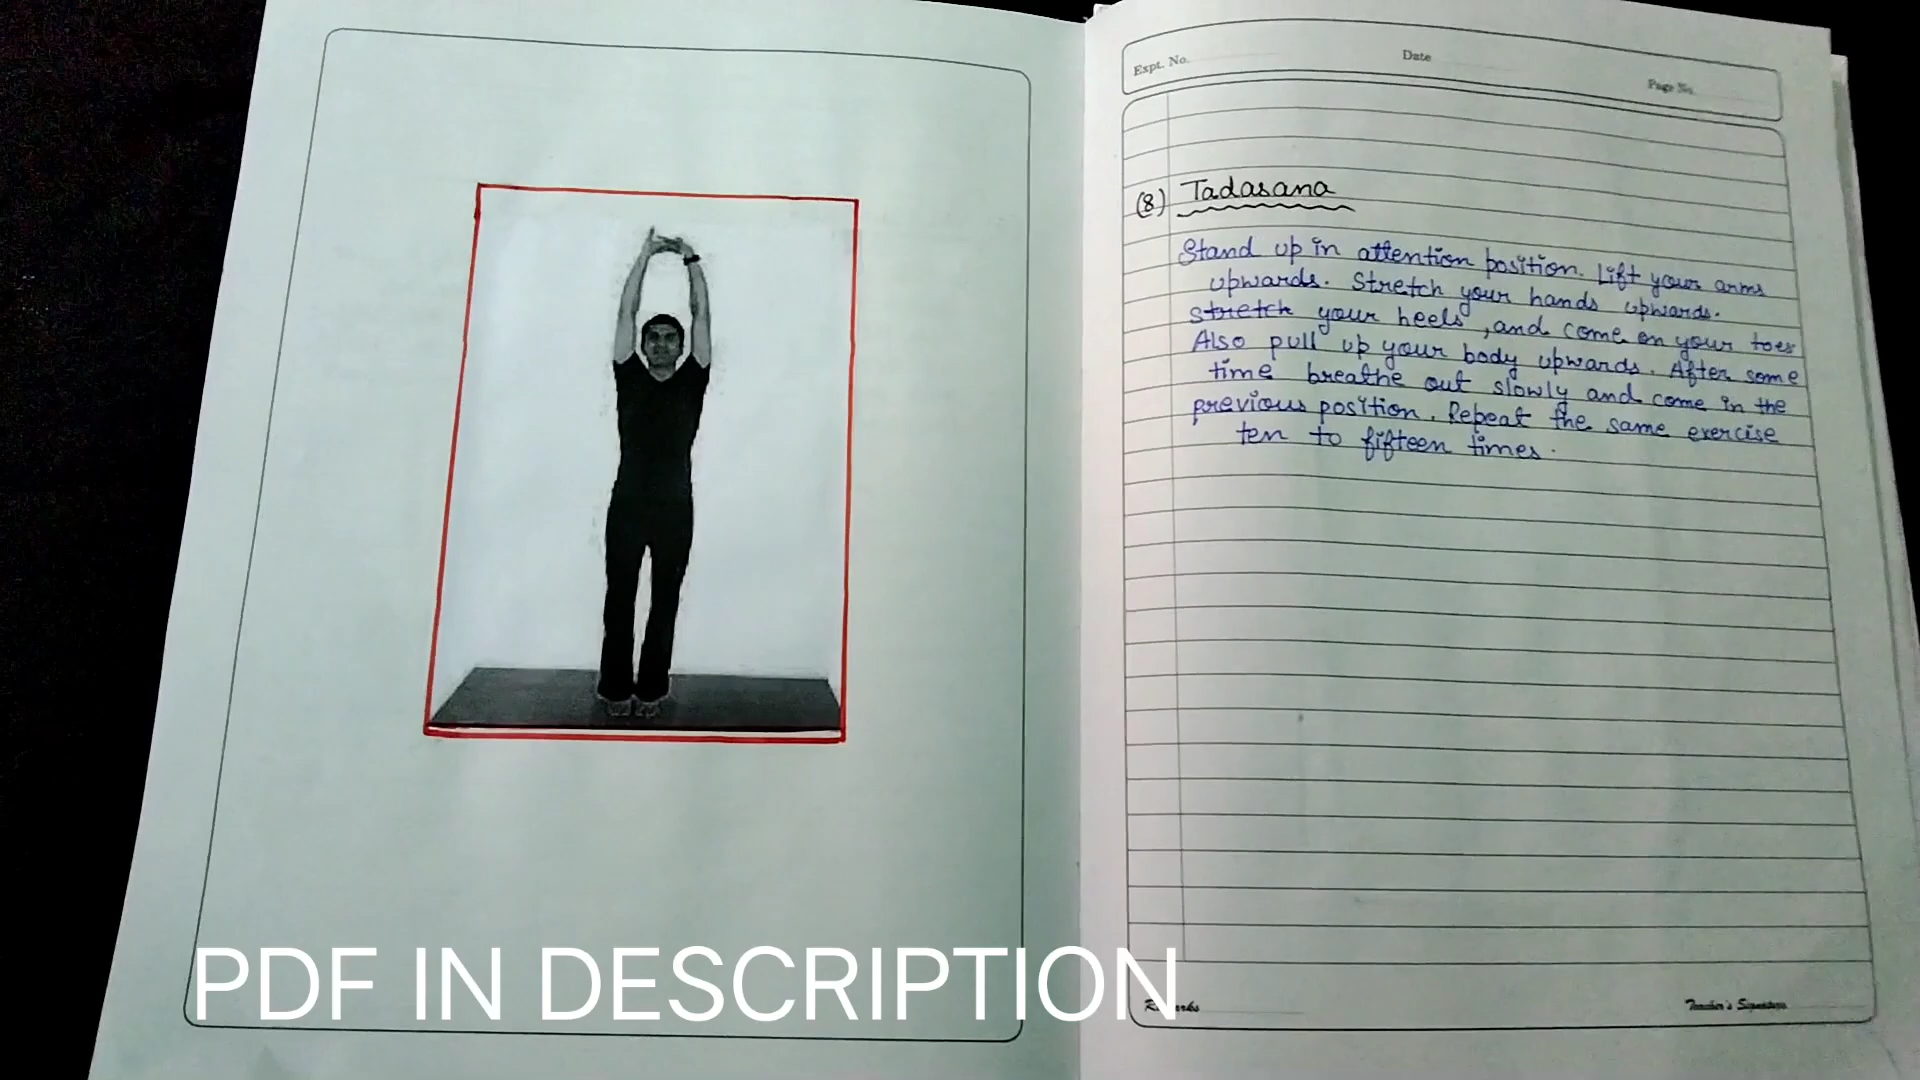 Expt. No.
Date
Page No.
(8) Tadasana
Stand up in attention position. Lift your arms
upwards. Stretch your hands upwards.
stretch your heels, and come on your toes
Also pull up your body upwards. After some
time breathe out slowly and come in the
previous position. Repeat the same exercise
ten to fifteen times.
PDF IN DESCRIPTION
Remarks
Teacher's Signature